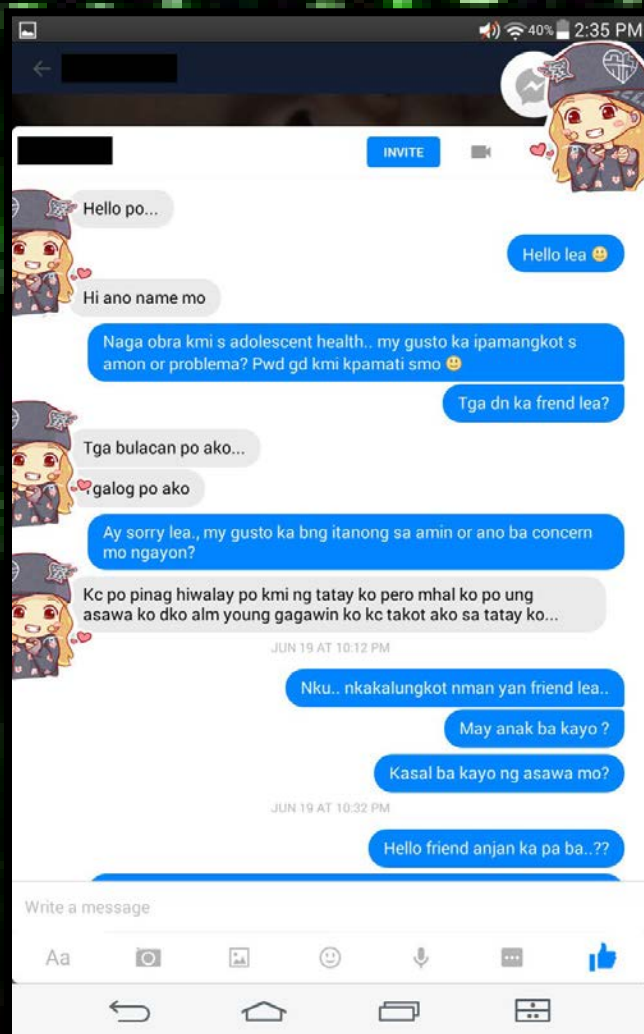 40% 2:35 PM
INVITE
Hello po...
Hello lea 😃
Hi ano name mo
Naga obra kmi s adolescent health.. my gusto ka ipamangkot s
amon or problema? Pwd gd kmi kpamati smo 😃
Tga dn ka frend lea?
Tga bulacan po ako...
galog po ako
Ay sorry lea., my gusto ka bng itanong sa amin or ano ba concern
mo ngayon?
Kc po pinag hiwalay po kmi ng tatay ko pero mhal ko po ung
asawa ko dko alm young gagawin ko kc takot ako sa tatay ko...
JUN 19 AT 10:12 PM
Nku.. nkakalungkot nman yan friend lea..
May anak ba kayo ?
Kasal ba kayo ng asawa mo?
JUN 19 AT 10:32 PM
Hello friend anjan ka pa ba..??
Write a message
Aa